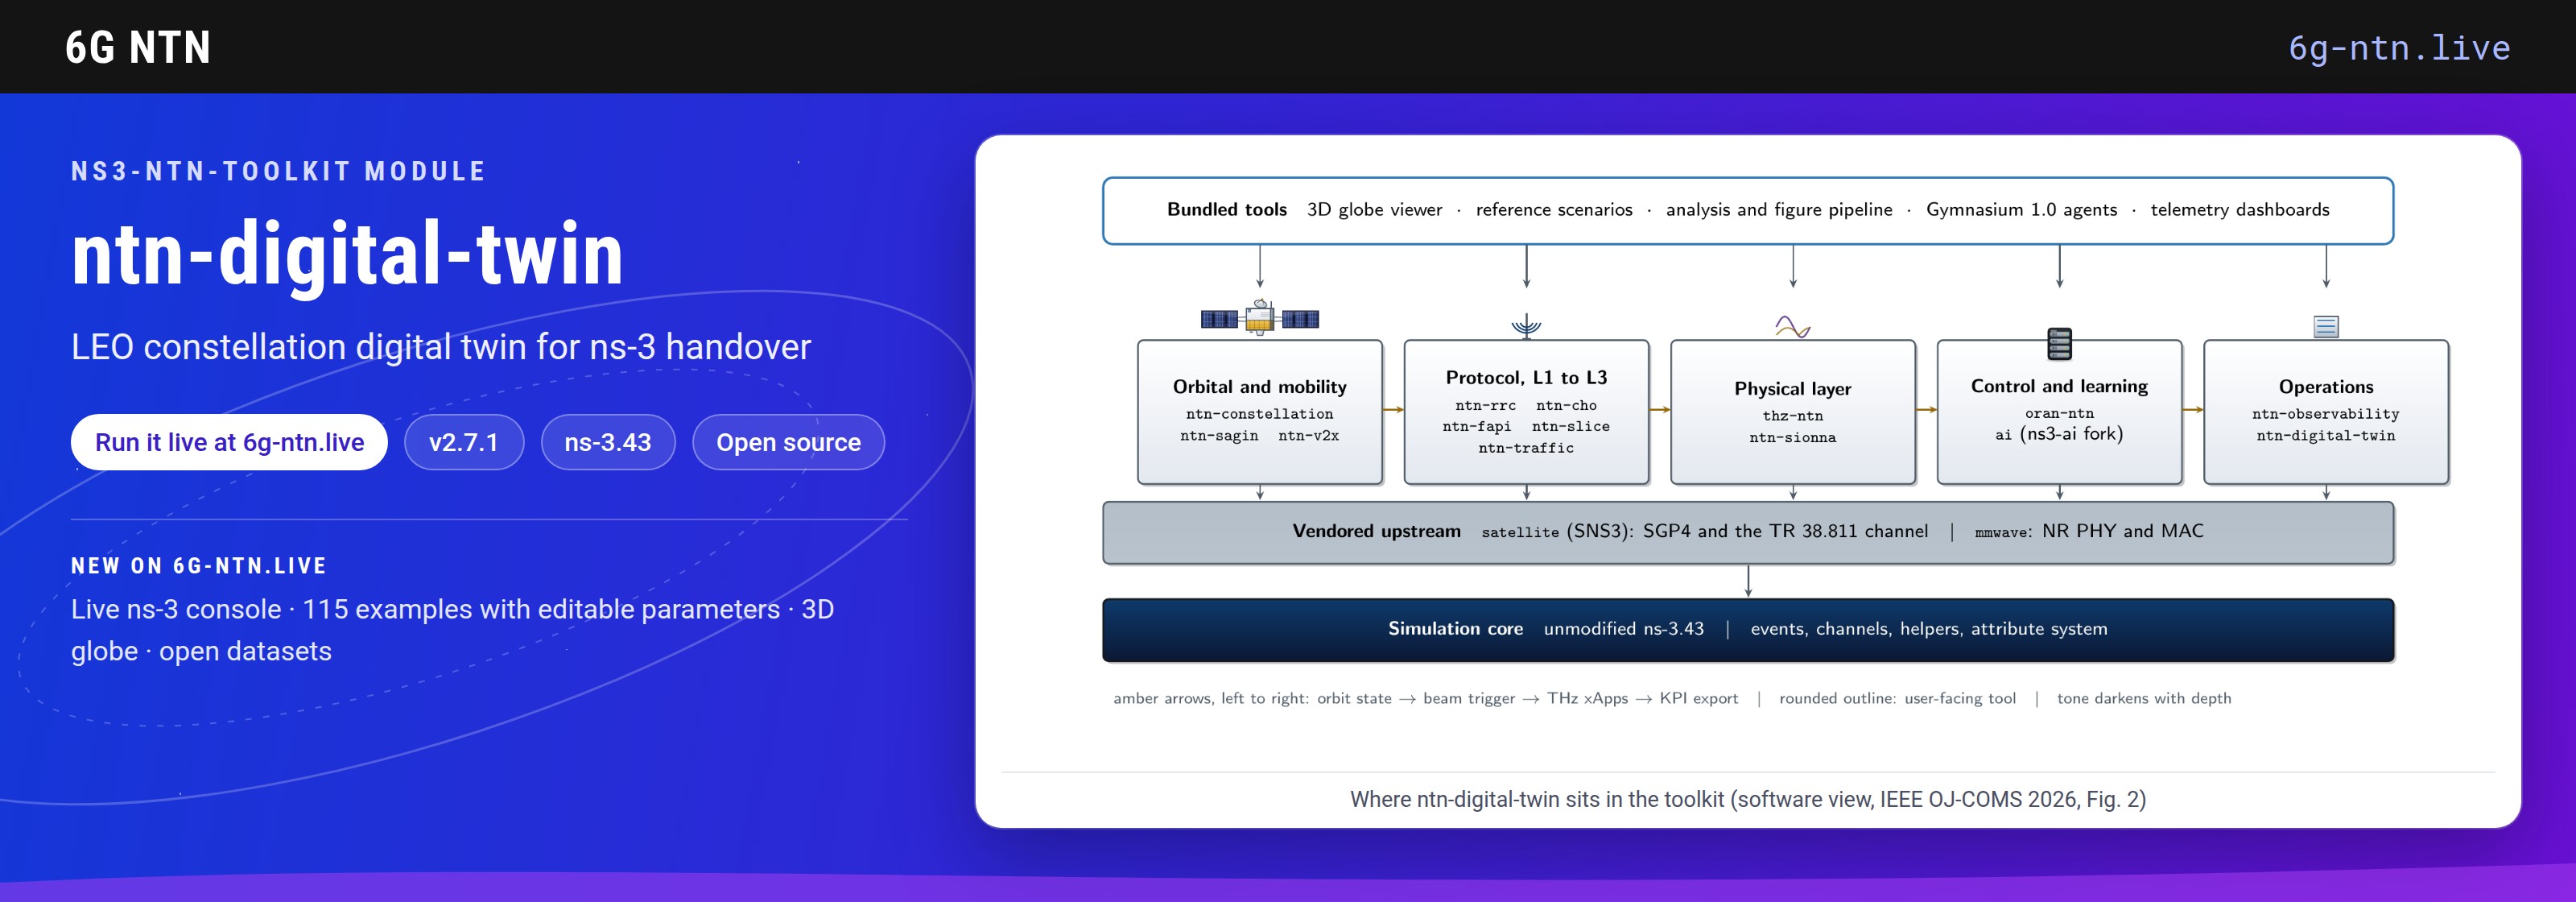 6G NTN
6g-ntn.live
NS3-NTN-TOOLKIT MODULE
ntn-digital-twin
LEO constellation digital twin for ns-3 handover
Run it live at 6g-ntn.live
v2.7.1
ns-3.43
Open source
NEW ON 6G-NTN.LIVE
Live ns-3 console · 115 examples with editable parameters · 3D
globe · open datasets
Bundled tools 3D globe viewer · reference scenarios · analysis and figure pipeline · Gymnasium 1.0 agents · telemetry dashboards
Orbital and mobility
ntn-constellation
ntn-sagin ntn-v2x
Protocol, L1 to L3
ntn-rrc ntn-cho
ntn-fapi ntn-slice
ntn-traffic
Physical layer
thz-ntn
ntn-sionna
Control and learning
oran-ntn
ai (ns3-ai fork)
Operations
ntn-observability
ntn-digital-twin
Vendored upstream satellite (SNS3): SGP4 and the TR 38.811 channel | mmwave: NR PHY and MAC
Simulation core unmodified ns-3.43 | events, channels, helpers, attribute system
amber arrows, left to right: orbit state → beam trigger → THz xApps → KPI export | rounded outline: user-facing tool | tone darkens with depth
Where ntn-digital-twin sits in the toolkit (software view, IEEE OJ-COMS 2026, Fig. 2)